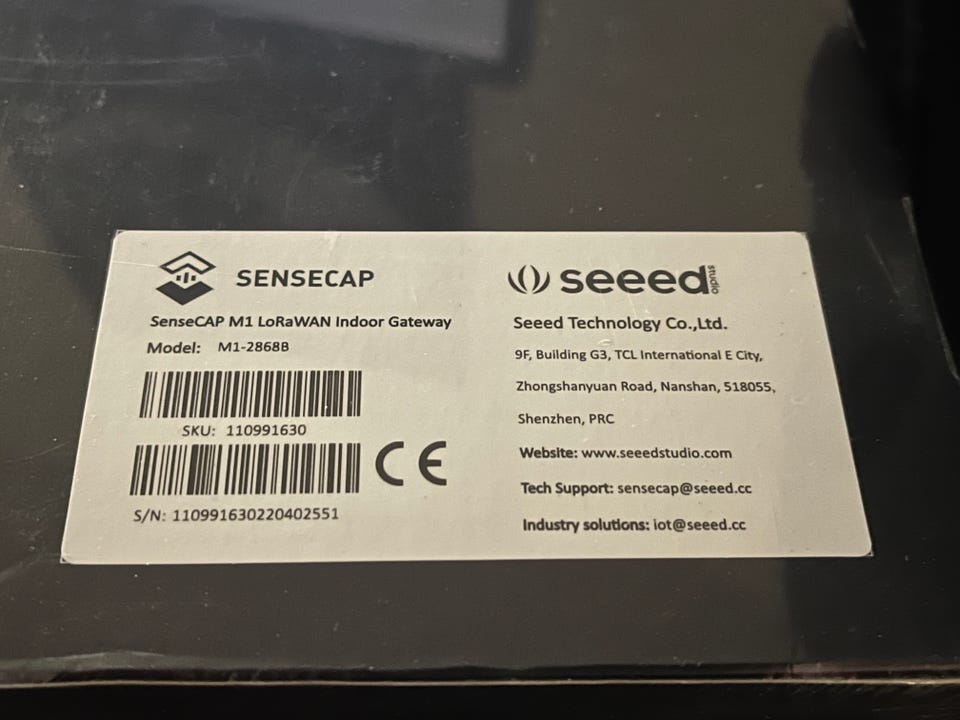 SENSECAP
SenseCAP M1 LoRaWAN Indoor Gateway
Model: M1-2868B
SKU: 110991630
CE
S/N: 110991630220402551
seeed studio
Seeed Technology Co.,Ltd.
9F, Building G3, TCL International E City,
Zhongshanyuan Road, Nanshan, 518055,
Shenzhen, PRC
Website: www.seeedstudio.com
Tech Support: sensecap@seeed.cc
Industry solutions: iot@seeed.cc